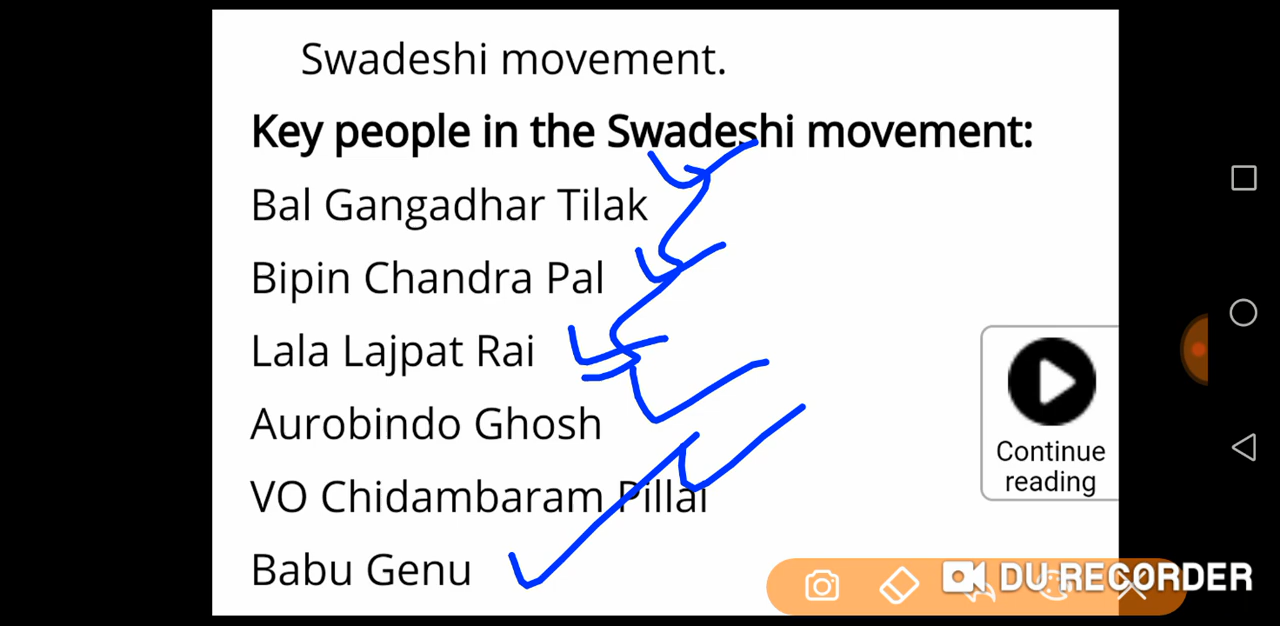 Swadeshi movement.
Key people in the Swadeshi movement:
Bal Gangadhar Tilak
Bipin Chandra Pal
Lala Lajpat Rai
Aurobindo Ghosh
VO Chidambaram Pillai
Babu Genu
Continue
reading
DU RECORDER